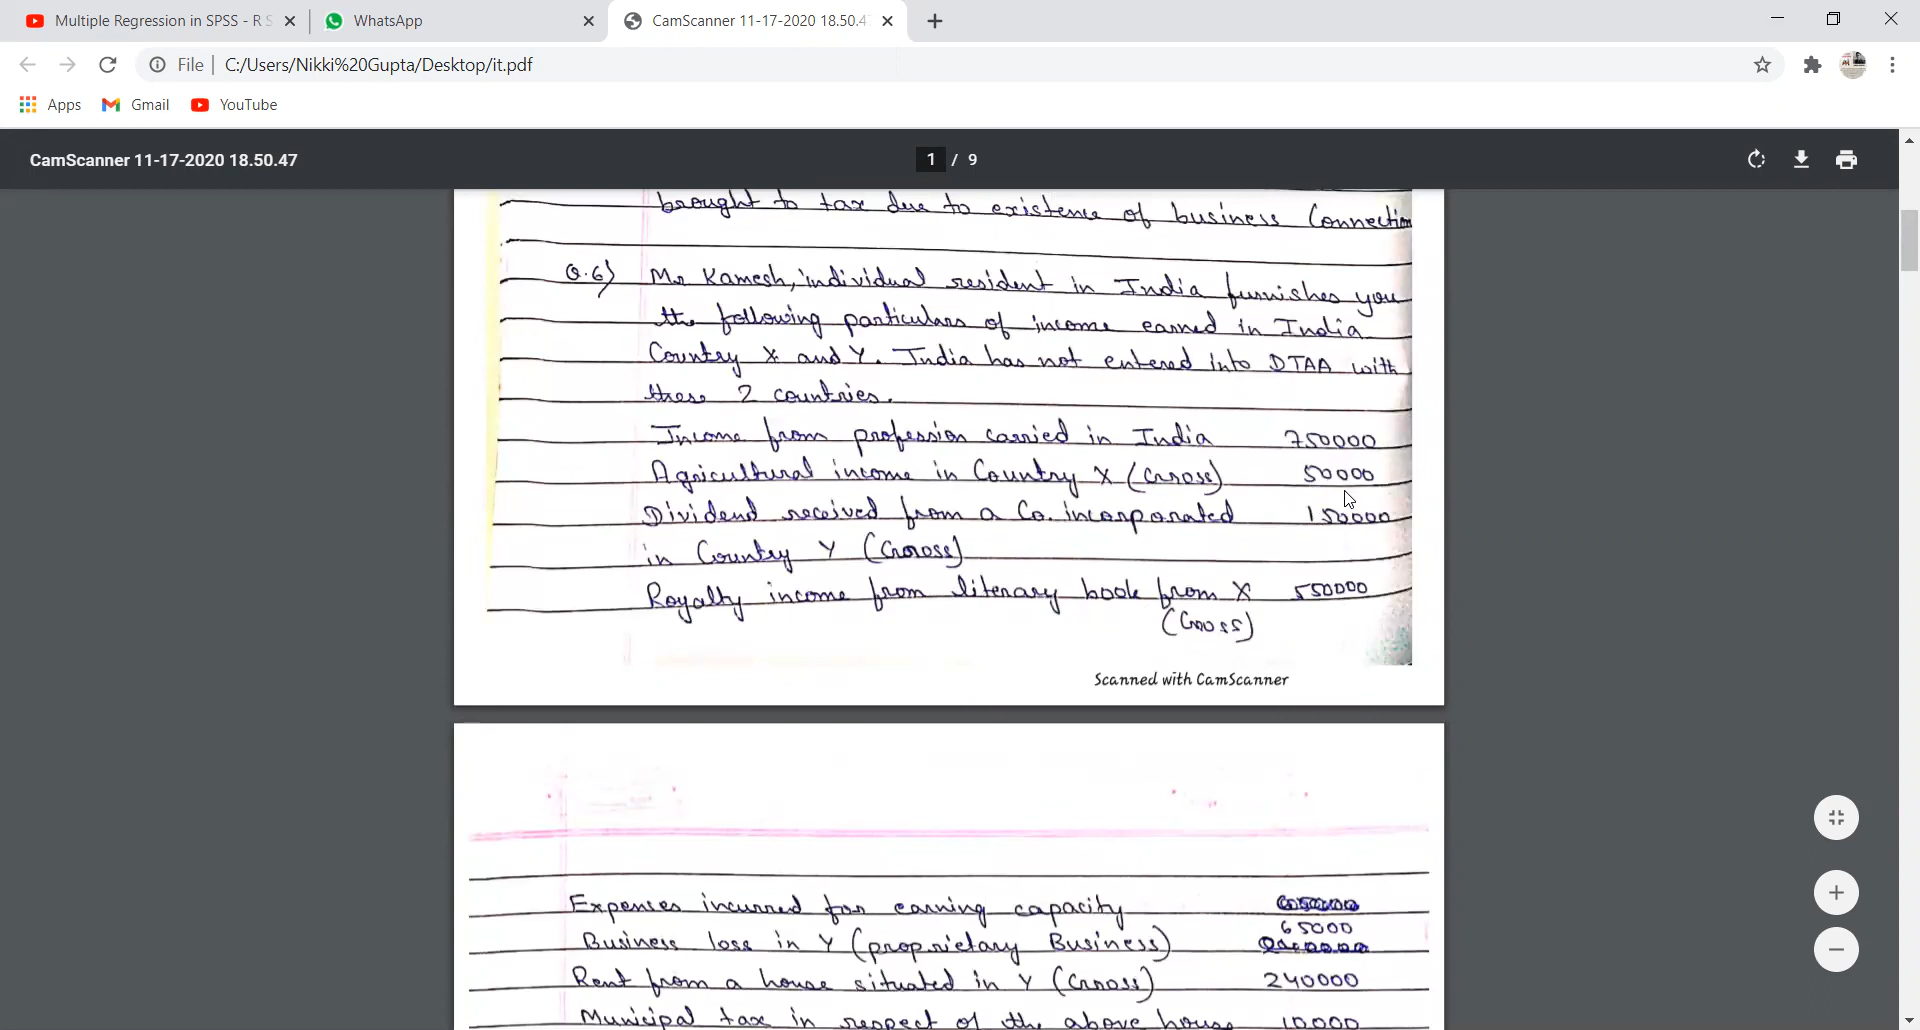 Multiple Regression in SPSS - R S
WhatsApp
CamScanner 11-17-2020 18.50.4
File | C:/Users/Nikki%20Gupta/Desktop/it.pdf
Apps Gmail YouTube
CamScanner 11-17-2020 18.50.47
1 / 9
brought to tax due to existence of business Connection
Q.6) Mr Kamesh, individual resident in India furnishes you
the following particulars of income earned in India
Country X and Y. India has not entered into DTAA with
these 2 countries.
Income from profession carried in India 750000
Agricultural income in Country X (Gross) 50000
Dividend received from a Co. incorporated 150000
in Country Y (Gross)
Royalty income from literary book from X 550000
(Gross)
Scanned with CamScanner
Expenses incurred for earning capacity
65000
Business loss in Y (proprietary Business)
Rent from a house situated in Y (Gross) 240000
Municipal tax in respect of the above house 10000